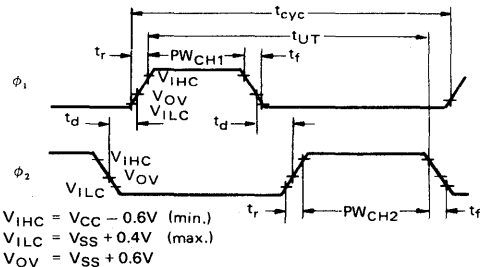 tcyc
tUT
tr
PWCH1
tf
VIHC
ϕ1
VOV
VILC
td
td
VIHC
ϕ2
VOV
VILC
tr
PWCH2
tf
VIHC = VCC − 0.6V (min.)
VILC = VSS + 0.4V (max.)
VOV = VSS + 0.6V